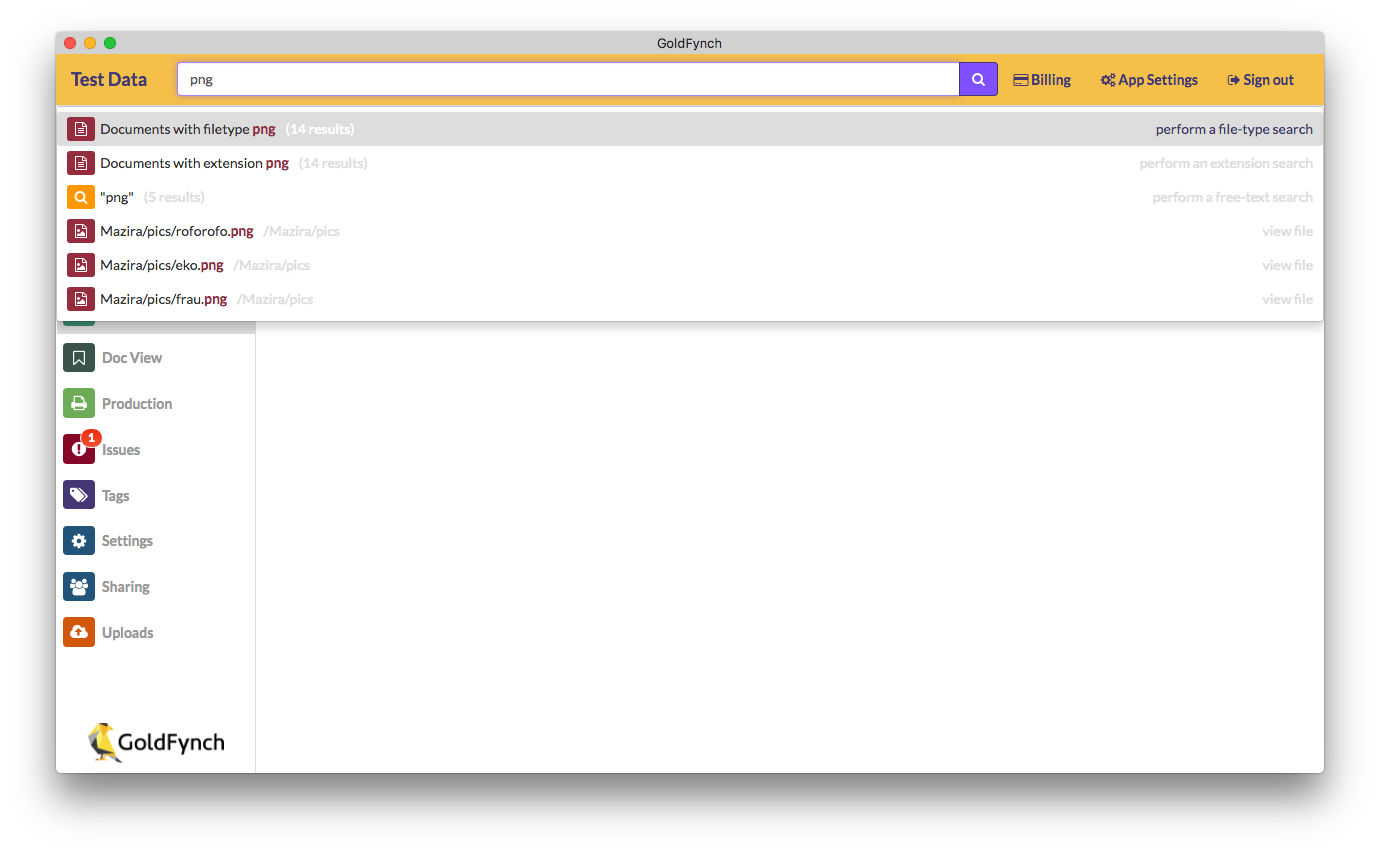 GoldFynch
Test Data png Billing App Settings Sign out
Documents with filetype png (14 results) perform a file-type search
Documents with extension png (14 results) perform an extension search
"png" (5 results) perform a free-text search
Mazira/pics/roforofo.png /Mazira/pics view file
Mazira/pics/eko.png /Mazira/pics view file
Mazira/pics/frau.png /Mazira/pics view file
Doc View
Production
1
Issues
Tags
Settings
Sharing
Uploads
GoldFynch